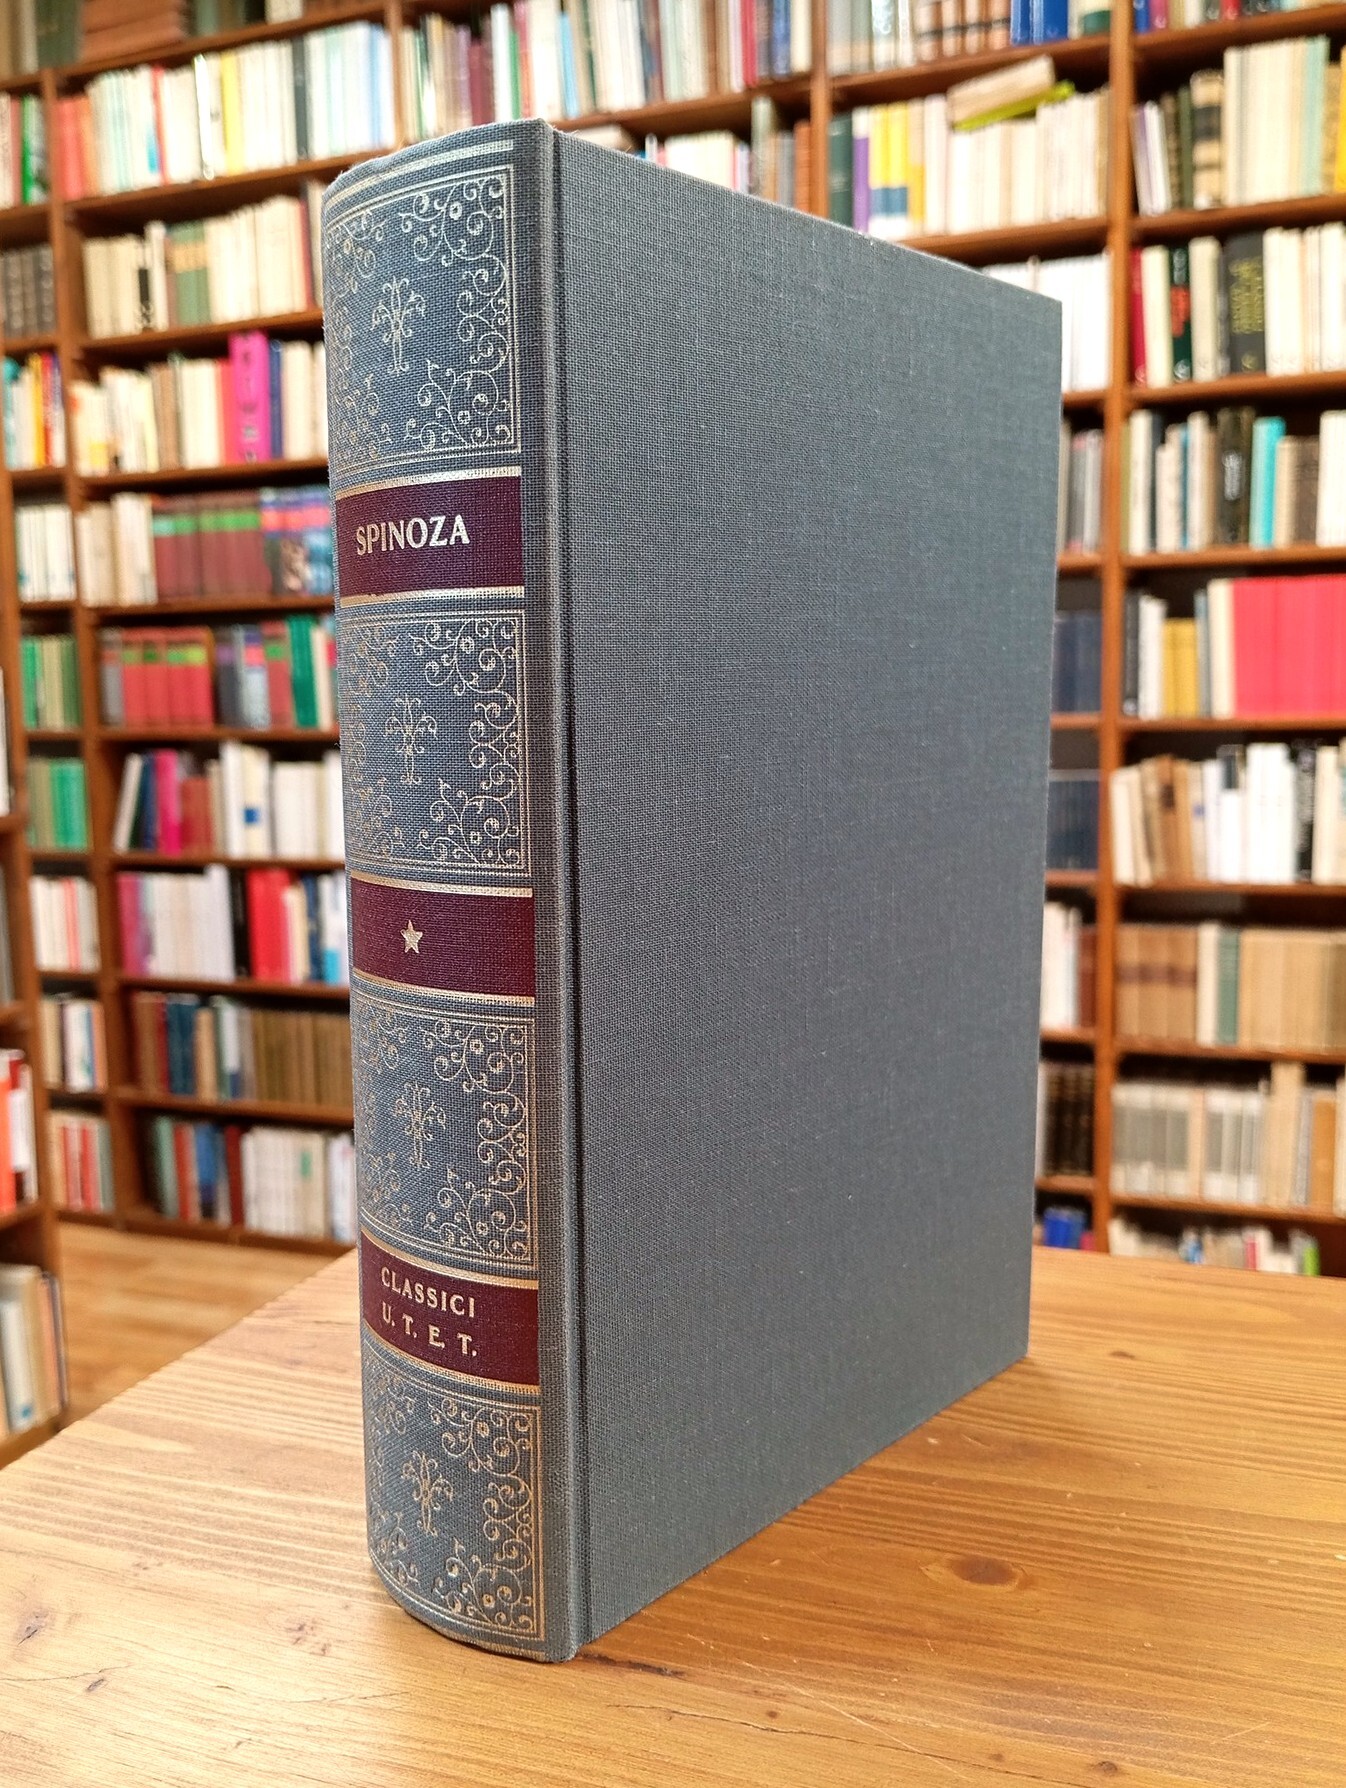 SPINOZA
CLASSICI
U. T. E. T.